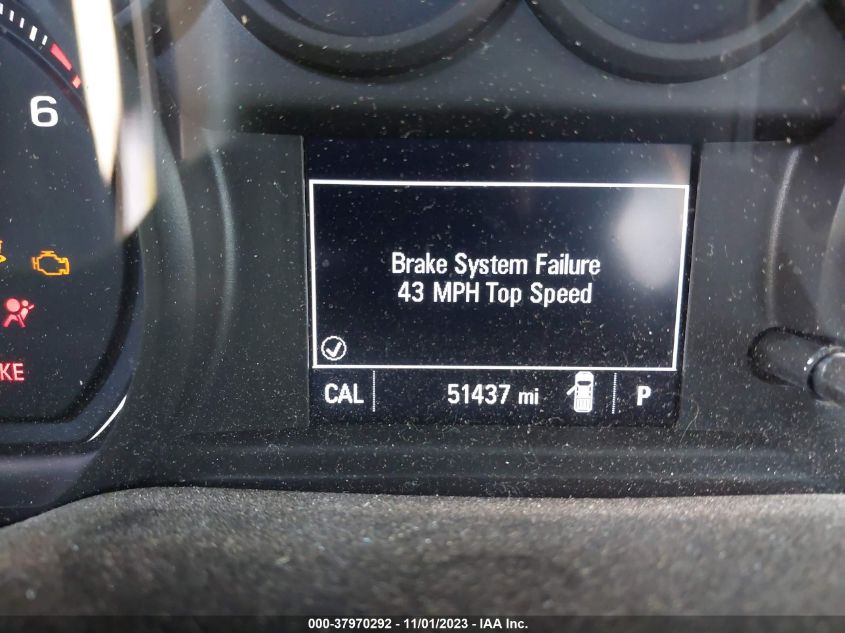 6
Brake System Failure
43 MPH Top Speed
KE
CAL 51437 mi P
000-37970292 - 11/01/2023 - IAA Inc.